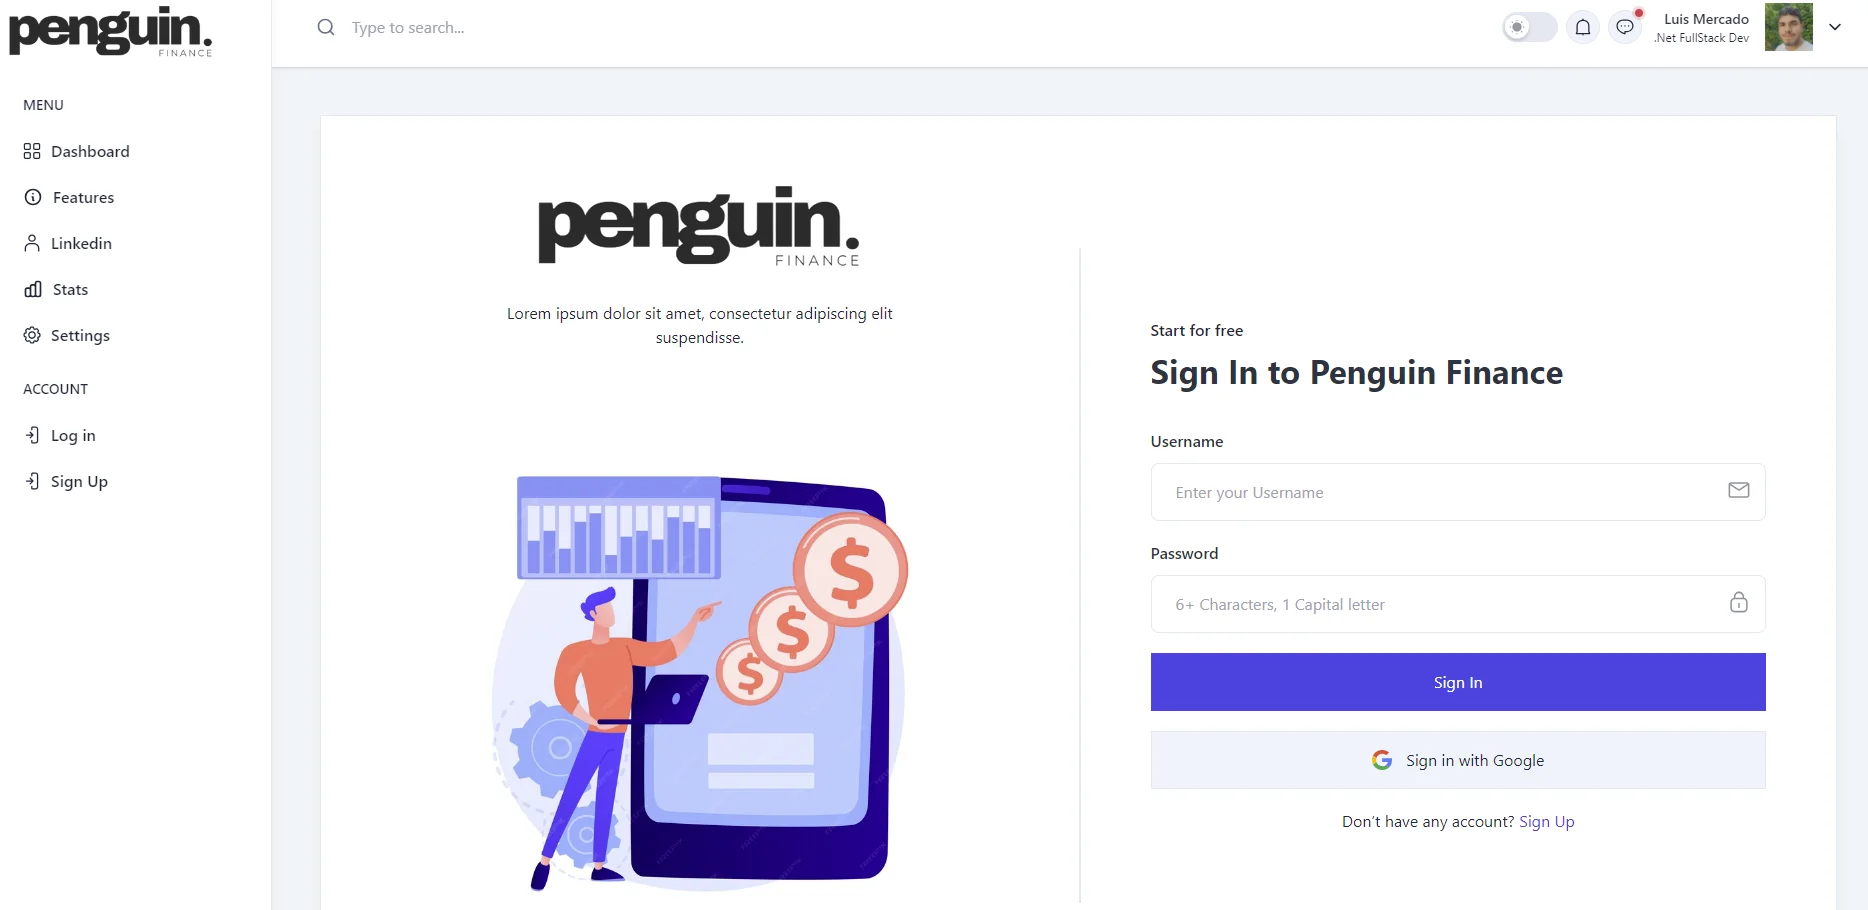 penguin.
FINANCE
Type to search...
Luis Mercado
.Net FullStack Dev
MENU
Dashboard
Features
Linkedin
Stats
Settings
ACCOUNT
Log in
Sign Up
penguin.
FINANCE
Lorem ipsum dolor sit amet, consectetur adipiscing elit
suspendisse.
$
$
$
Start for free
Sign In to Penguin Finance
Username
Enter your Username
Password
6+ Characters, 1 Capital letter
Sign In
Sign in with Google
Don’t have any account? Sign Up